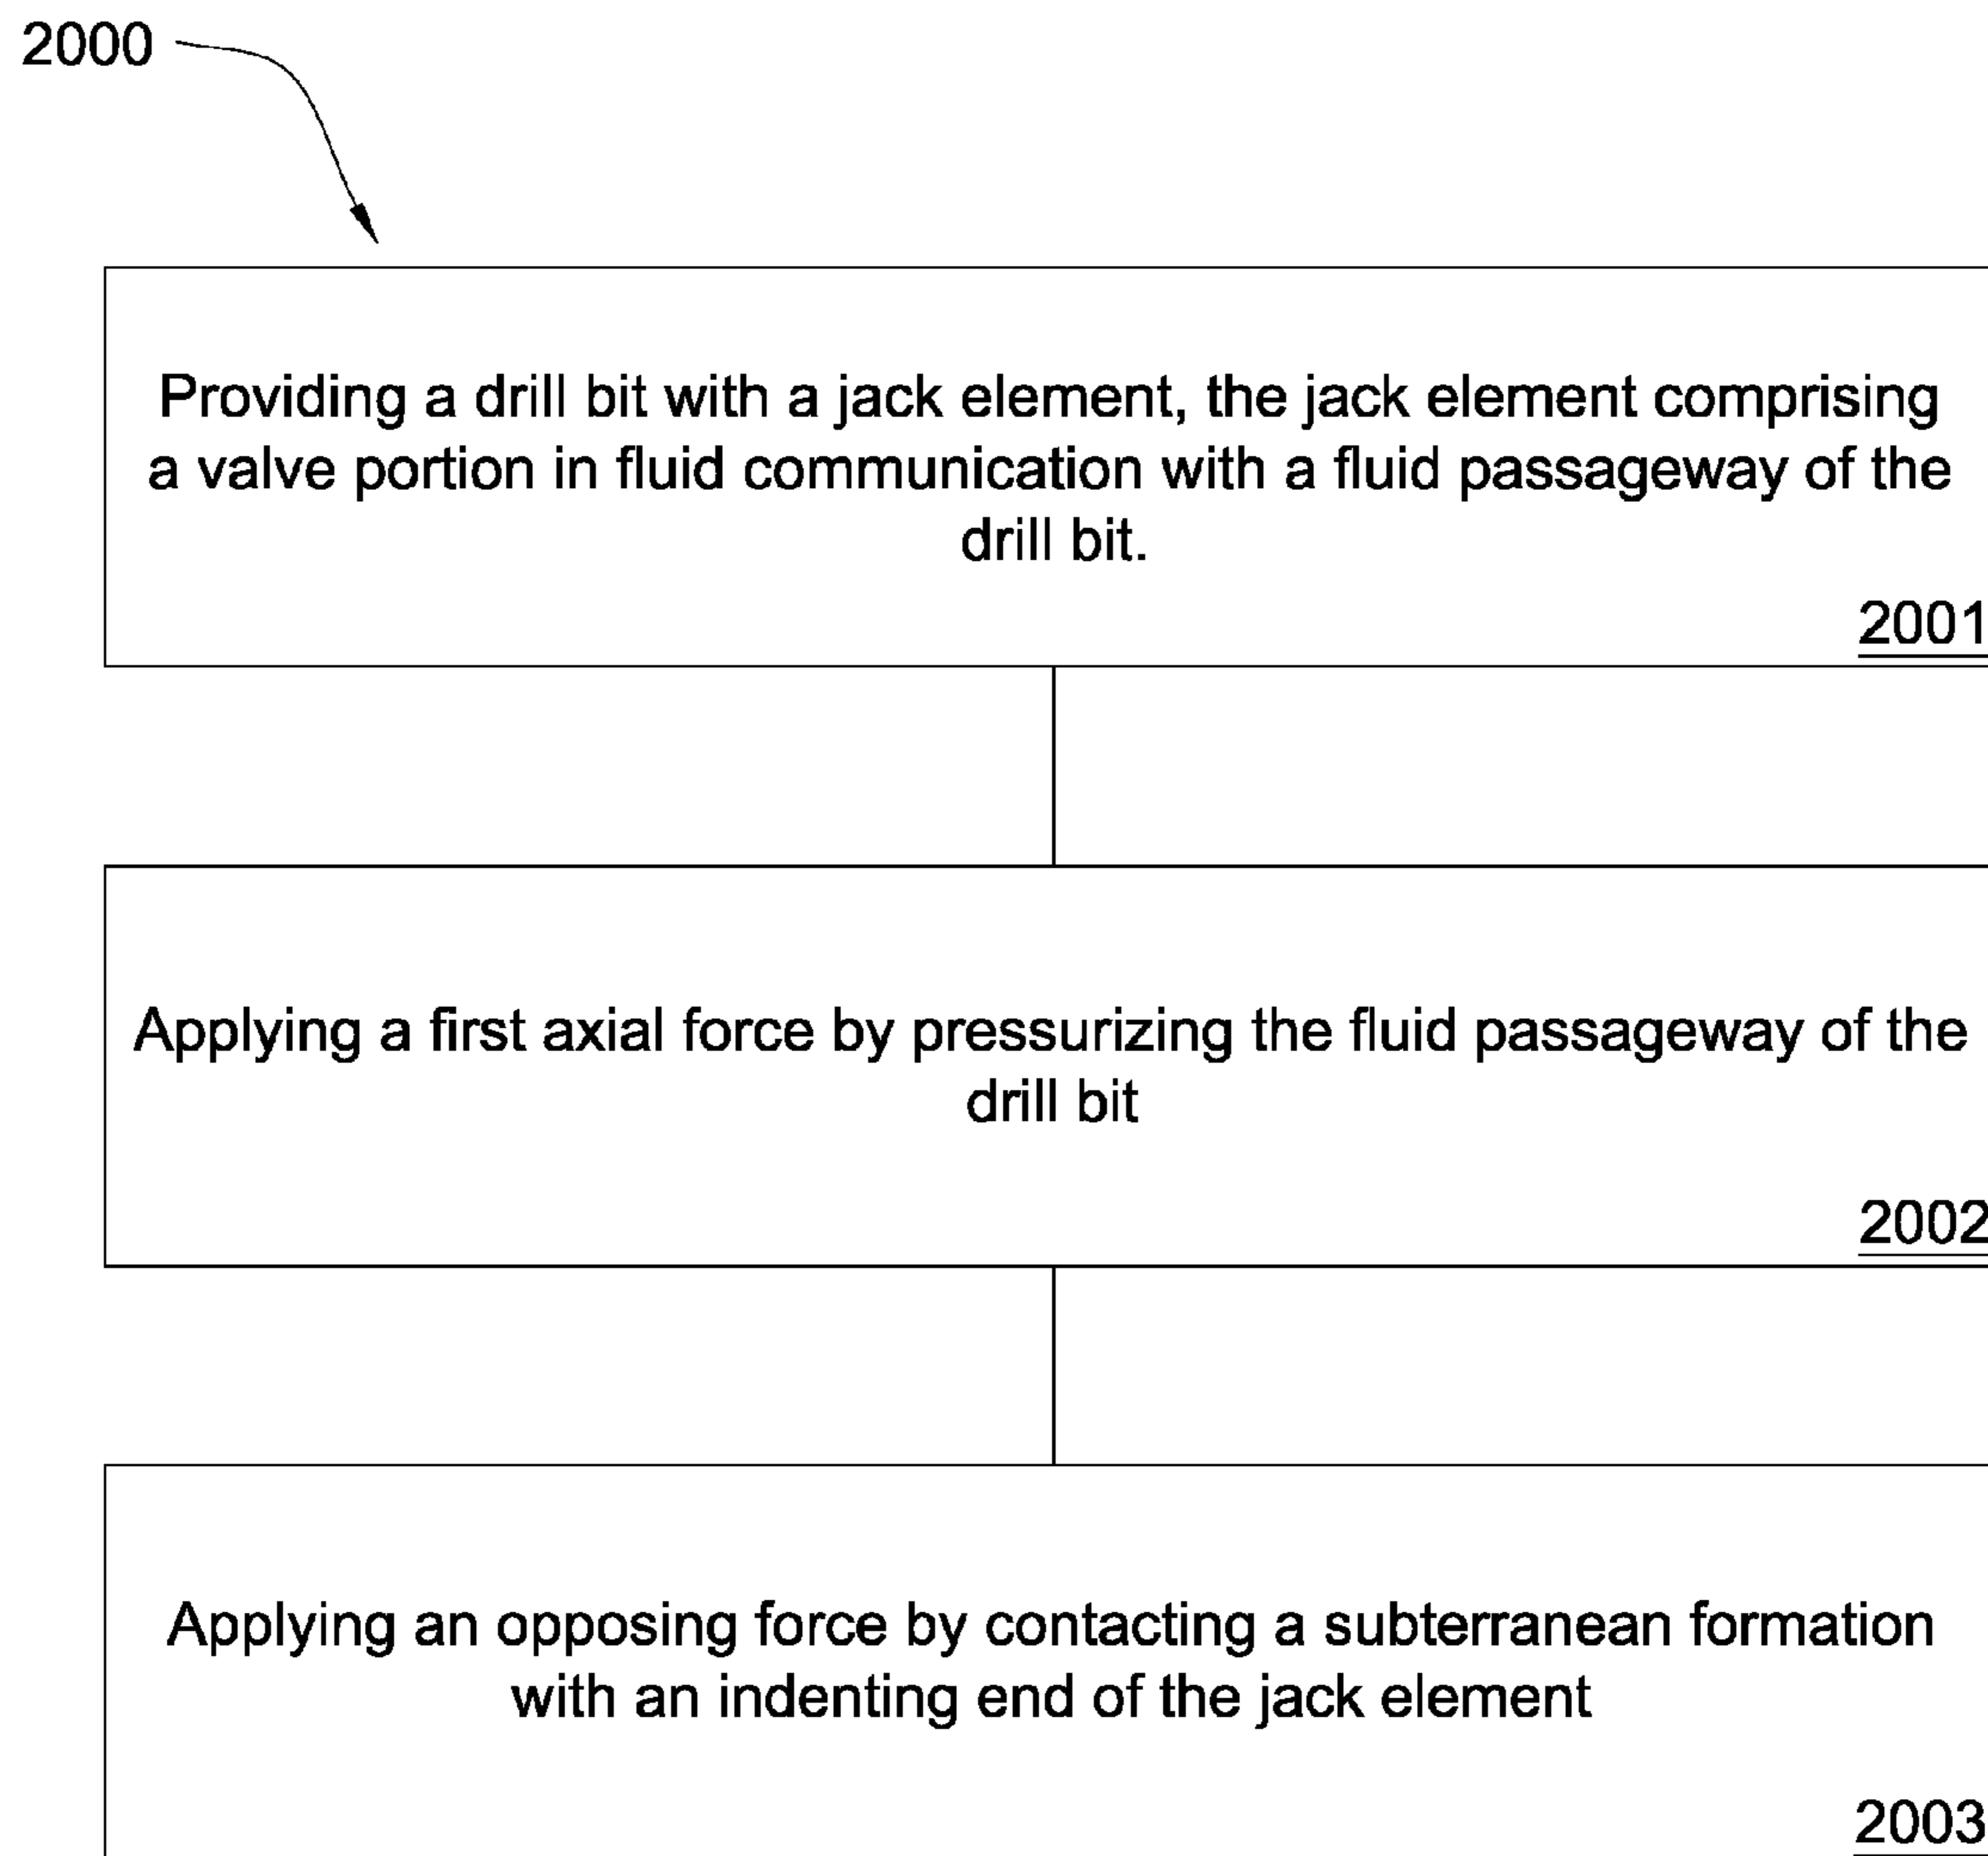 2000
Providing a drill bit with a jack element, the jack element comprising
a valve portion in fluid communication with a fluid passageway of the
drill bit.
2001
Applying a first axial force by pressurizing the fluid passageway of the
drill bit
2002
Applying an opposing force by contacting a subterranean formation
with an indenting end of the jack element
2003